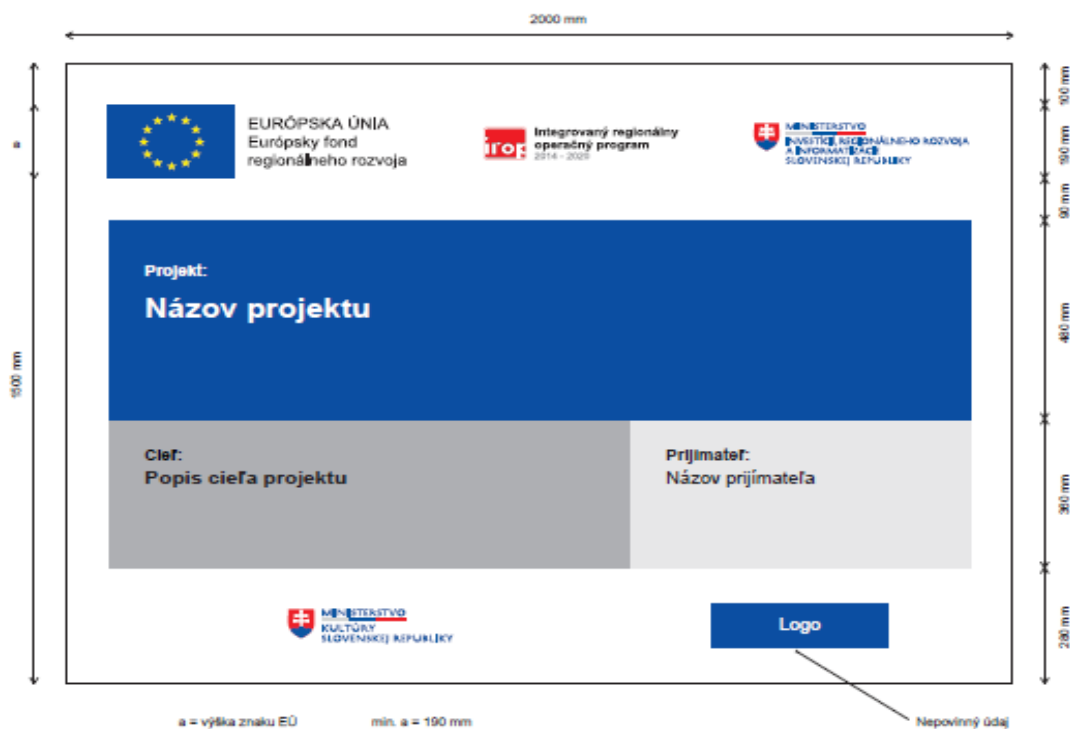 2000 mm
100 mm
a
190 mm
90 mm
EURÓPSKA ÚNIA
Európsky fond
regionálneho rozvoja
irop
Integrovaný regionálny
operačný program
2014 - 2020
MINISTERSTVO
INVESTÍCIÍ, REGIONÁLNEHO ROZVOJA
A INFORMATIZÁCIE
SLOVENSKEJ REPUBLIKY
Projekt:
Názov projektu
1500 mm
480 mm
Cieľ:
Popis cieľa projektu
Prijímateľ:
Názov prijímateľa
360 mm
MINISTERSTVO
KULTÚRY
SLOVENSKEJ REPUBLIKY
Logo
280 mm
a = výška znaku EÚ
min. a = 190 mm
Nepovinný údaj